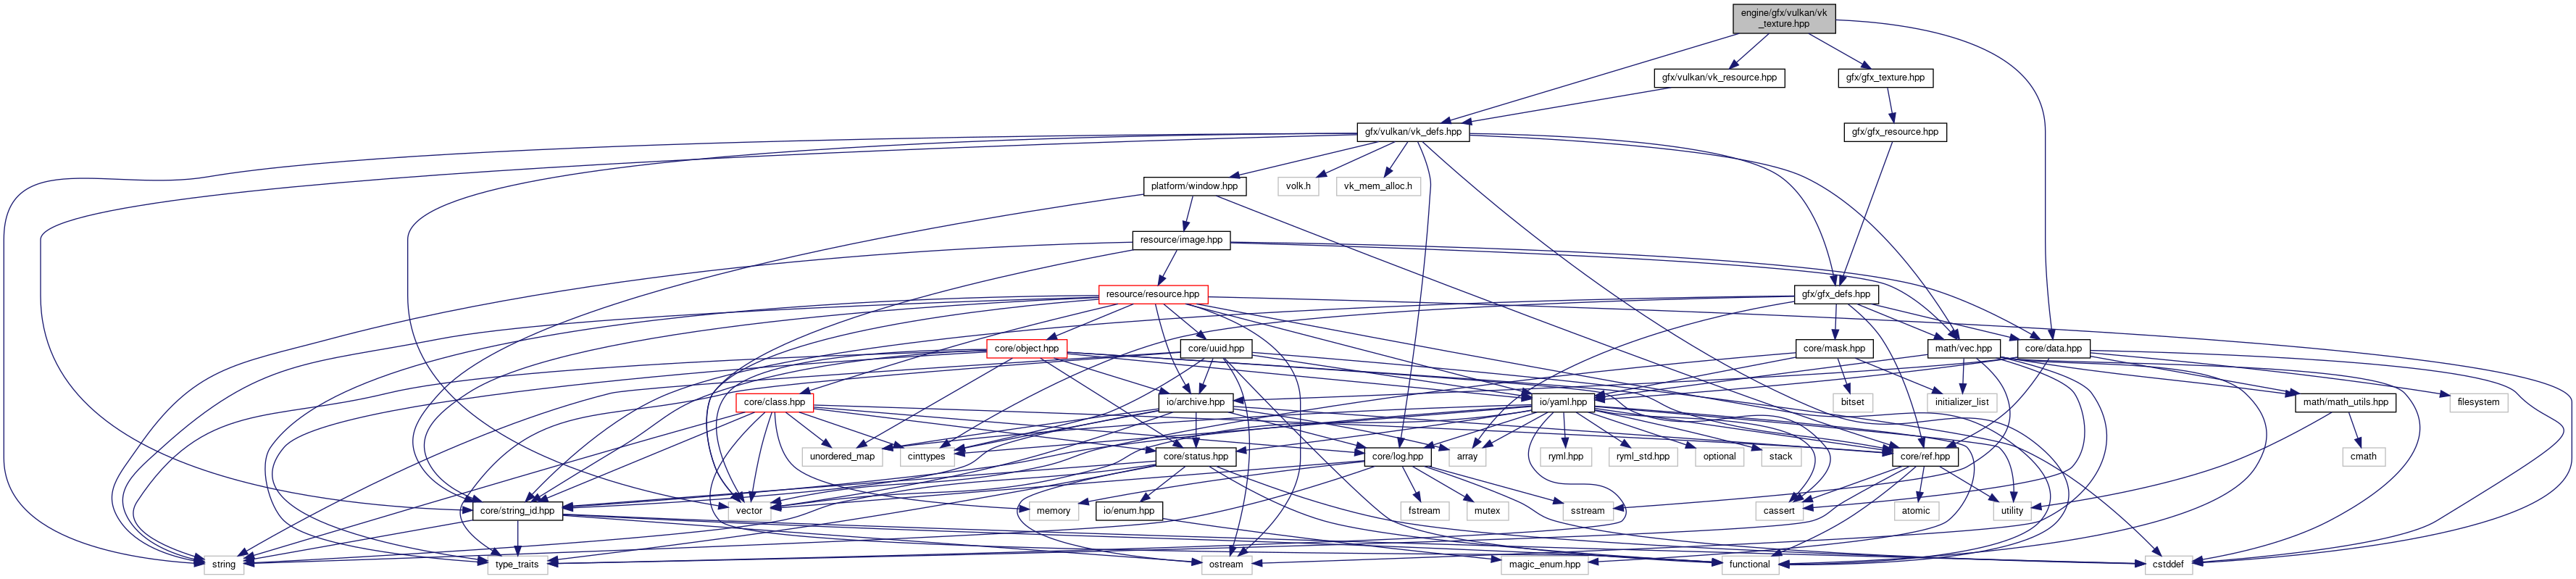 engine/gfx/vulkan/vk
_texture.hpp
gfx/vulkan/vk_resource.hpp
gfx/gfx_texture.hpp
gfx/vulkan/vk_defs.hpp
gfx/gfx_resource.hpp
platform/window.hpp
volk.h
vk_mem_alloc.h
resource/image.hpp
resource/resource.hpp
gfx/gfx_defs.hpp
core/object.hpp
core/uuid.hpp
core/mask.hpp
math/vec.hpp
core/data.hpp
core/class.hpp
io/archive.hpp
io/yaml.hpp
bitset
initializer_list
math/math_utils.hpp
filesystem
unordered_map
cinttypes
core/status.hpp
core/log.hpp
array
ryml.hpp
ryml_std.hpp
optional
stack
core/ref.hpp
cmath
core/string_id.hpp
vector
memory
io/enum.hpp
fstream
mutex
sstream
cassert
atomic
utility
string
type_traits
ostream
magic_enum.hpp
functional
cstddef